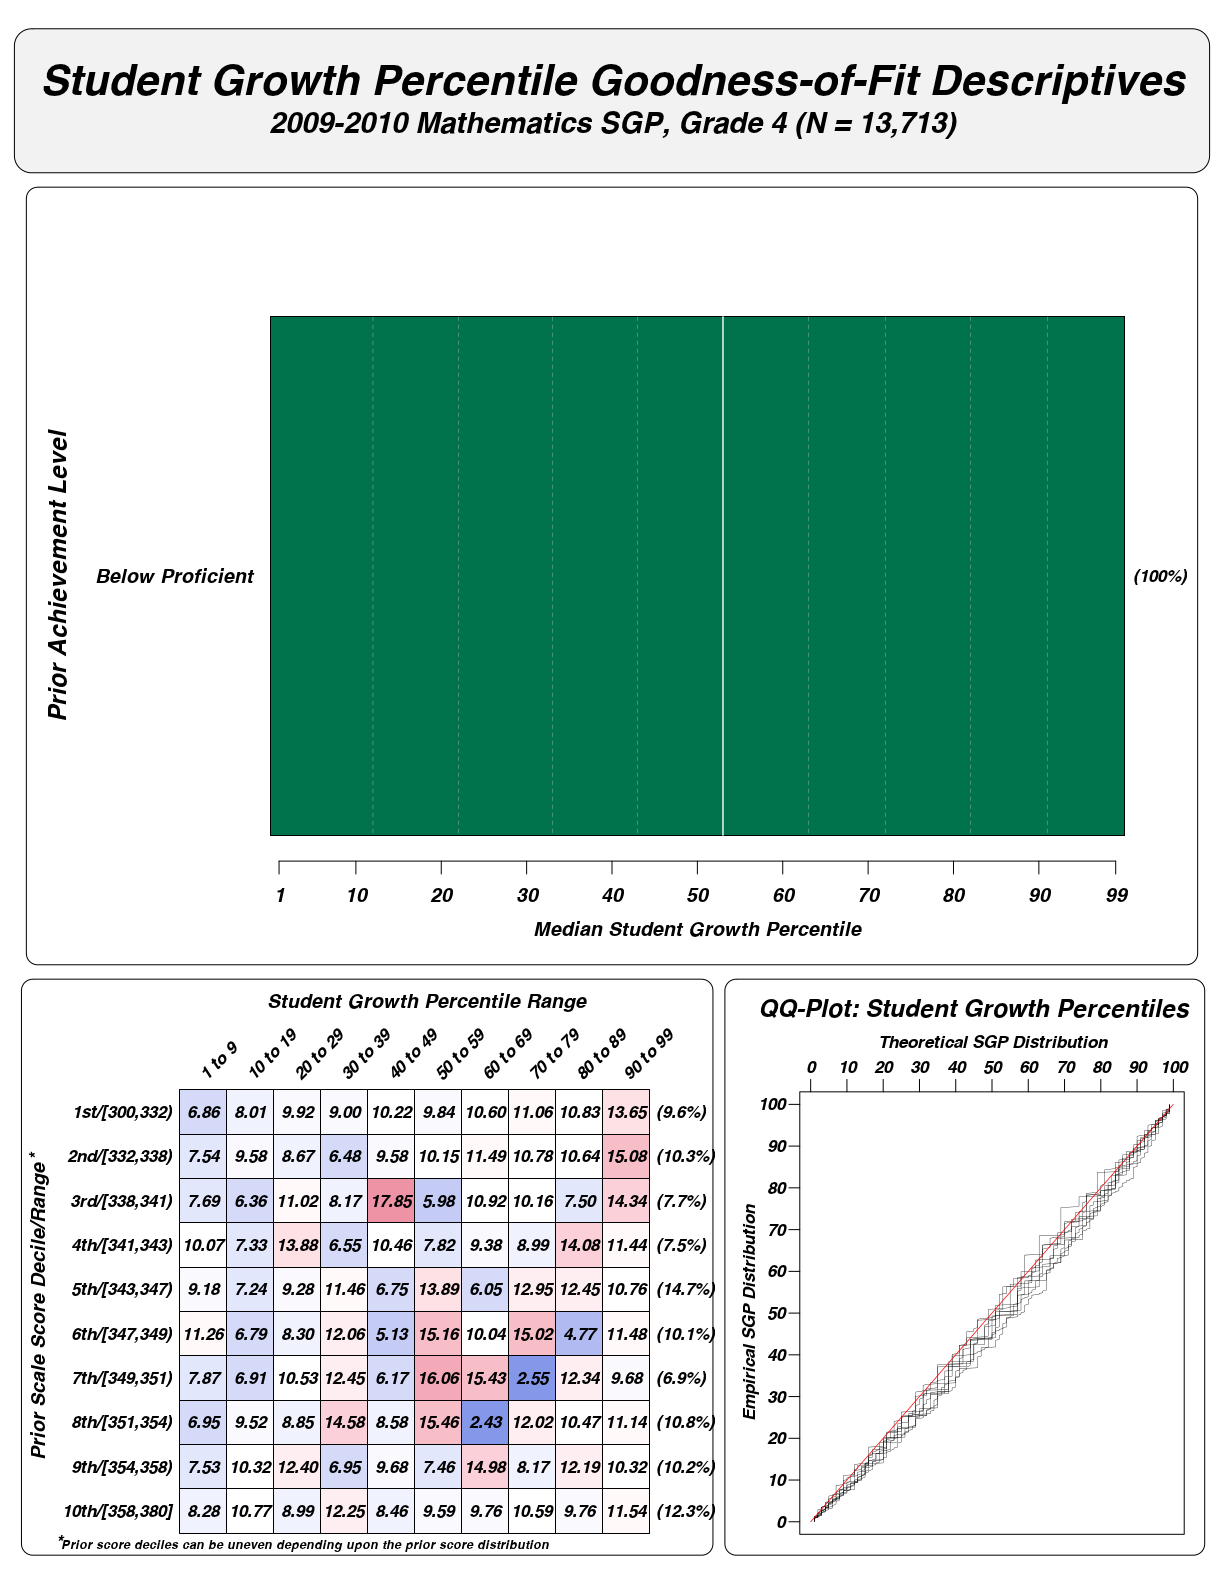 Student Growth Percentile Goodness-of-Fit Descriptives
2009-2010 Mathematics SGP, Grade 4 (N = 13,713)
Prior Achievement Level
Below Proficient
(100%)
1 10 20 30 40 50 60 70 80 90 99
Median Student Growth Percentile
Student Growth Percentile Range
1 to 9 10 to 19 20 to 29 30 to 39 40 to 49 50 to 59 60 to 69 70 to 79 80 to 89 90 to 99
Prior Scale Score Decile/Range*
1st/[300,332) 6.86 8.01 9.92 9.00 10.22 9.84 10.60 11.06 10.83 13.65 (9.6%)
2nd/[332,338) 7.54 9.58 8.67 6.48 9.58 10.15 11.49 10.78 10.64 15.08 (10.3%)
3rd/[338,341) 7.69 6.36 11.02 8.17 17.85 5.98 10.92 10.16 7.50 14.34 (7.7%)
4th/[341,343) 10.07 7.33 13.88 6.55 10.46 7.82 9.38 8.99 14.08 11.44 (7.5%)
5th/[343,347) 9.18 7.24 9.28 11.46 6.75 13.89 6.05 12.95 12.45 10.76 (14.7%)
6th/[347,349) 11.26 6.79 8.30 12.06 5.13 15.16 10.04 15.02 4.77 11.48 (10.1%)
7th/[349,351) 7.87 6.91 10.53 12.45 6.17 16.06 15.43 2.55 12.34 9.68 (6.9%)
8th/[351,354) 6.95 9.52 8.85 14.58 8.58 15.46 2.43 12.02 10.47 11.14 (10.8%)
9th/[354,358) 7.53 10.32 12.40 6.95 9.68 7.46 14.98 8.17 12.19 10.32 (10.2%)
10th/[358,380] 8.28 10.77 8.99 12.25 8.46 9.59 9.76 10.59 9.76 11.54 (12.3%)
*Prior score deciles can be uneven depending upon the prior score distribution
QQ-Plot: Student Growth Percentiles
Theoretical SGP Distribution
0 10 20 30 40 50 60 70 80 90 100
Empirical SGP Distribution
100
90
80
70
60
50
40
30
20
10
0